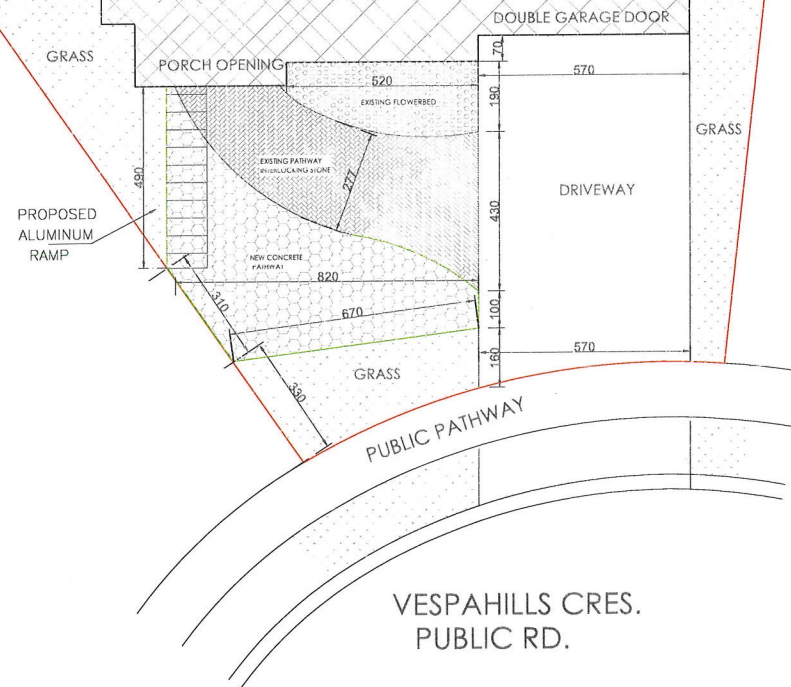 DOUBLE GARAGE DOOR
GRASS
PORCH OPENING
70
520
570
190
EXISTING FLOWERBED
GRASS
EXISTING PATHWAY
INTERLOCKING STONE
277
490
DRIVEWAY
430
PROPOSED
ALUMINUM
RAMP
NEW CONCRETE
PATHWAY
820
310
670
100
570
160
GRASS
330
PUBLIC PATHWAY
VESPAHILLS CRES.
PUBLIC RD.